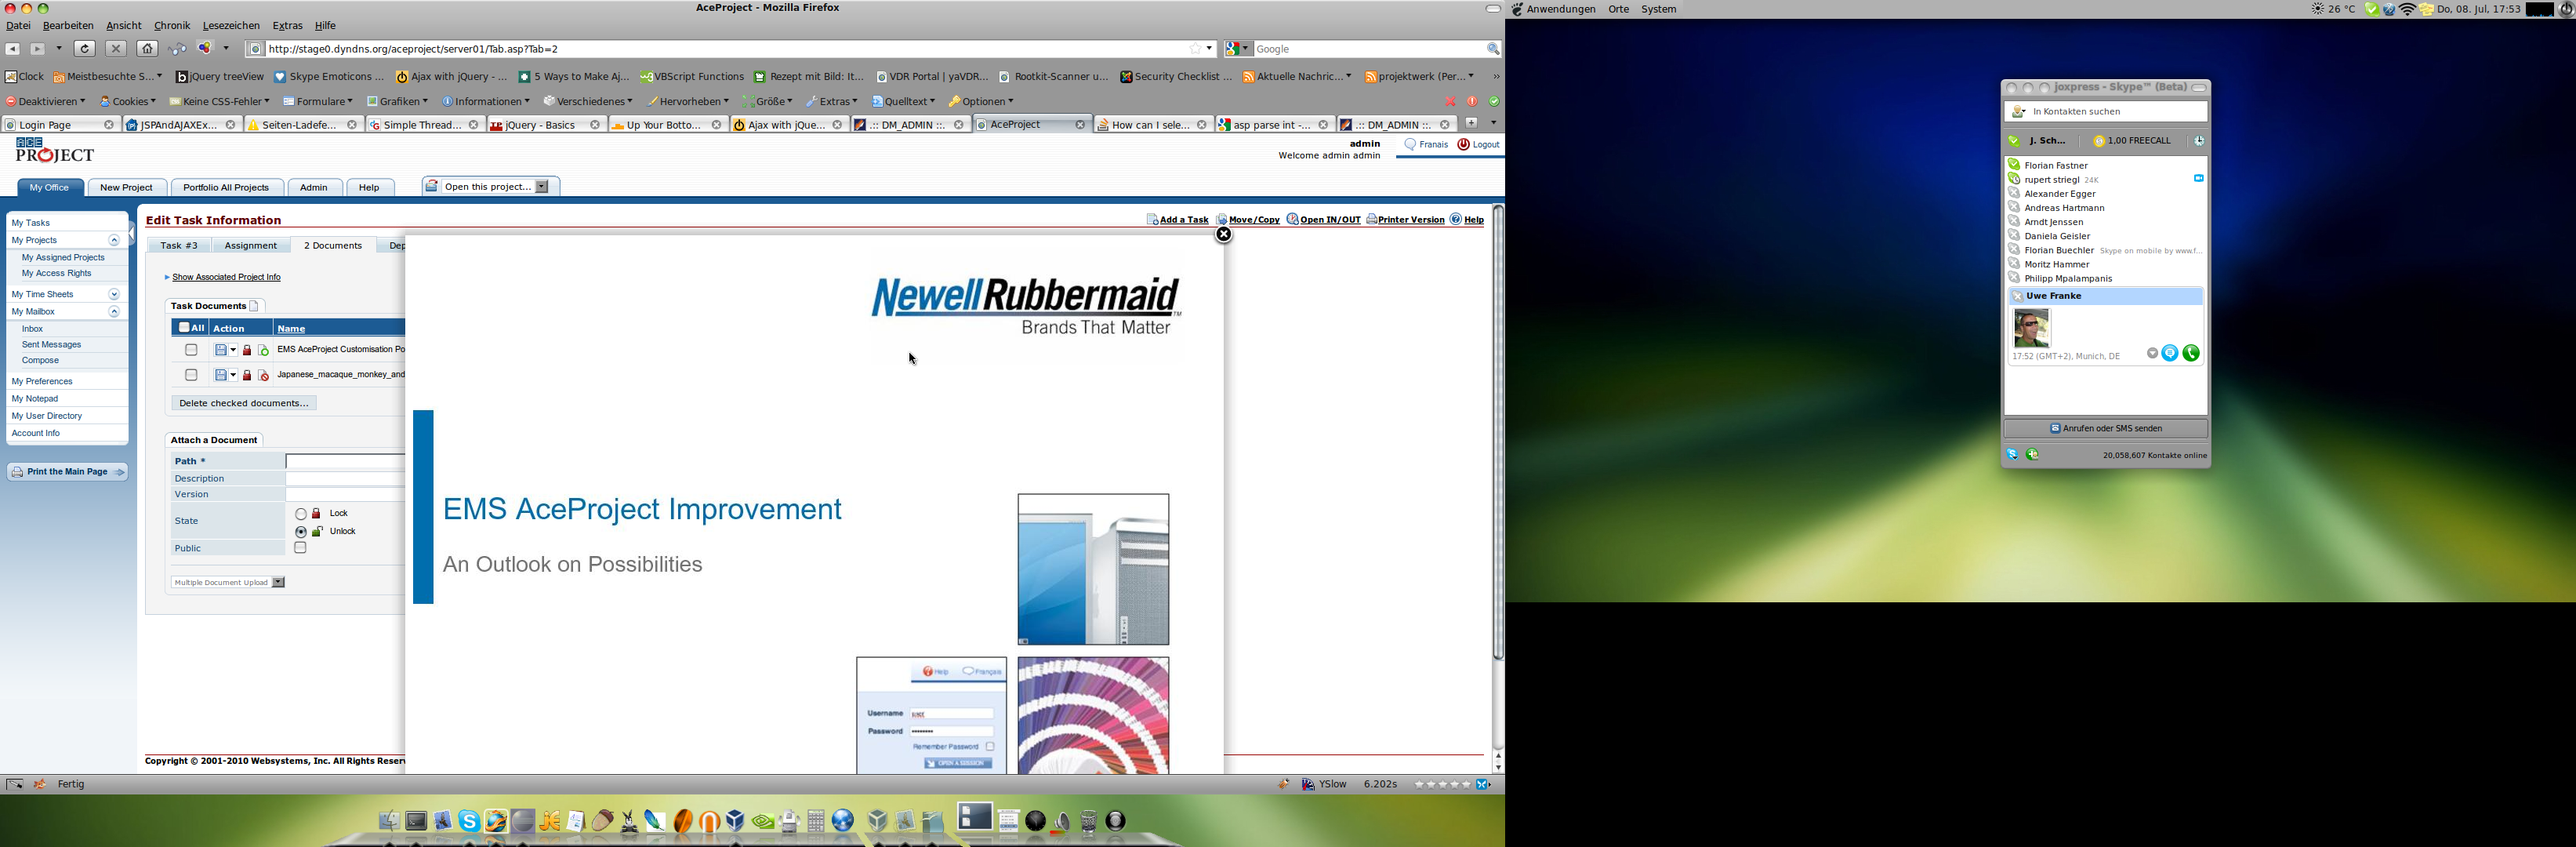 AceProject - Mozilla Firefox
Datei Bearbeiten Ansicht Chronik Lesezeichen Extras Hilfe
http://stage0.dyndns.org/aceproject/server01/Tab.asp?Tab=2
Google
Clock Meistbesuchte S... jQuery treeView Skype Emoticons ... Ajax with jQuery - ... 5 Ways to Make Aj... VBScript Functions Rezept mit Bild: It... VDR Portal | yaVDR... Rootkit-Scanner u... Security Checklist ... Aktuelle Nachric... projektwerk (Per... »
Deaktivieren Cookies Keine CSS-Fehler Formulare Grafiken Informationen Verschiedenes Hervorheben Größe Extras Quelltext Optionen
Login Page JSPAndAJAXEx... Seiten-Ladefe... Simple Thread... jQuery - Basics Up Your Botto... Ajax with jQue... .:: DM_ADMIN ::. AceProject How can I sele... asp parse int -... .:: DM_ADMIN ::.
ACE
PROJECT
admin
Welcome admin admin
Franais Logout
My Office New Project Portfolio All Projects Admin Help Open this project...
My Tasks
My Projects
My Assigned Projects
My Access Rights
My Time Sheets
My Mailbox
Inbox
Sent Messages
Compose
My Preferences
My Notepad
My User Directory
Account Info
Print the Main Page
Edit Task Information
Add a Task Move/Copy Open IN/OUT Printer Version Help
Task #3 Assignment 2 Documents Dep
Show Associated Project Info
Task Documents
All Action Name
EMS AceProject Customisation Po
Japanese_macaque_monkey_and
Delete checked documents...
Attach a Document
Path *
Description
Version
State
Lock
Unlock
Public
Multiple Document Upload
Copyright © 2001-2010 Websystems, Inc. All Rights Reser
Newell Rubbermaid™
Brands That Matter
EMS AceProject Improvement
An Outlook on Possibilities
Help Français
Username
Password
Remember Password
OPEN A SESSION
Fertig
YSlow 6.202s
Anwendungen Orte System
26 °C Do, 08. Jul, 17:53
joxpress - Skype™ (Beta)
In Kontakten suchen
J. Sch... 1,00 FREECALL
Florian Fastner
rupert striegl 24K
Alexander Egger
Andreas Hartmann
Arndt Jenssen
Daniela Geisler
Florian Buechler Skype on mobile by www.f...
Moritz Hammer
Philipp Mpalampanis
Uwe Franke
17:52 (GMT+2), Munich, DE
Anrufen oder SMS senden
20,058,607 Kontakte online